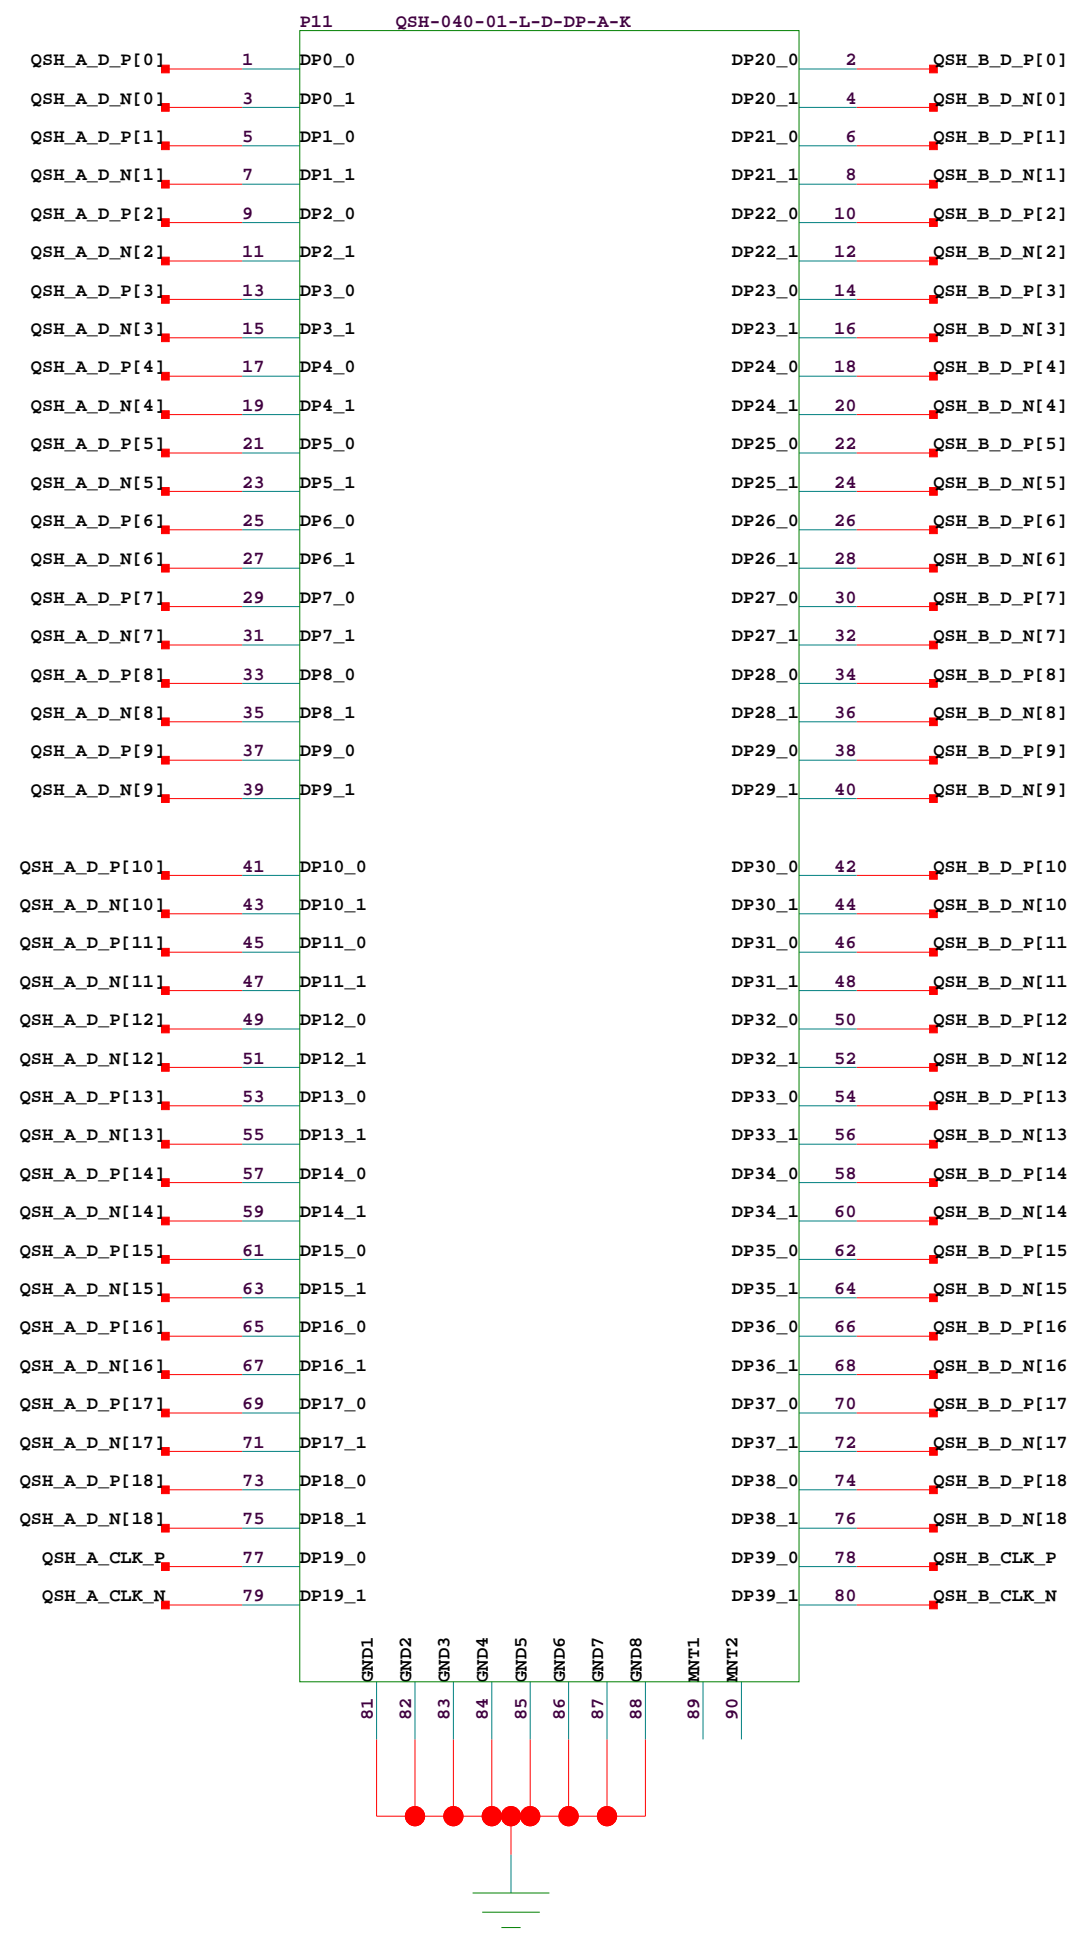 P11 QSH-040-01-L-D-DP-A-K
QSH_A_D_P[0] 1 DP0_0 DP20_0 2 QSH_B_D_P[0]
QSH_A_D_N[0] 3 DP0_1 DP20_1 4 QSH_B_D_N[0]
QSH_A_D_P[1] 5 DP1_0 DP21_0 6 QSH_B_D_P[1]
QSH_A_D_N[1] 7 DP1_1 DP21_1 8 QSH_B_D_N[1]
QSH_A_D_P[2] 9 DP2_0 DP22_0 10 QSH_B_D_P[2]
QSH_A_D_N[2] 11 DP2_1 DP22_1 12 QSH_B_D_N[2]
QSH_A_D_P[3] 13 DP3_0 DP23_0 14 QSH_B_D_P[3]
QSH_A_D_N[3] 15 DP3_1 DP23_1 16 QSH_B_D_N[3]
QSH_A_D_P[4] 17 DP4_0 DP24_0 18 QSH_B_D_P[4]
QSH_A_D_N[4] 19 DP4_1 DP24_1 20 QSH_B_D_N[4]
QSH_A_D_P[5] 21 DP5_0 DP25_0 22 QSH_B_D_P[5]
QSH_A_D_N[5] 23 DP5_1 DP25_1 24 QSH_B_D_N[5]
QSH_A_D_P[6] 25 DP6_0 DP26_0 26 QSH_B_D_P[6]
QSH_A_D_N[6] 27 DP6_1 DP26_1 28 QSH_B_D_N[6]
QSH_A_D_P[7] 29 DP7_0 DP27_0 30 QSH_B_D_P[7]
QSH_A_D_N[7] 31 DP7_1 DP27_1 32 QSH_B_D_N[7]
QSH_A_D_P[8] 33 DP8_0 DP28_0 34 QSH_B_D_P[8]
QSH_A_D_N[8] 35 DP8_1 DP28_1 36 QSH_B_D_N[8]
QSH_A_D_P[9] 37 DP9_0 DP29_0 38 QSH_B_D_P[9]
QSH_A_D_N[9] 39 DP9_1 DP29_1 40 QSH_B_D_N[9]
QSH_A_D_P[10] 41 DP10_0 DP30_0 42 QSH_B_D_P[10
QSH_A_D_N[10] 43 DP10_1 DP30_1 44 QSH_B_D_N[10
QSH_A_D_P[11] 45 DP11_0 DP31_0 46 QSH_B_D_P[11
QSH_A_D_N[11] 47 DP11_1 DP31_1 48 QSH_B_D_N[11
QSH_A_D_P[12] 49 DP12_0 DP32_0 50 QSH_B_D_P[12
QSH_A_D_N[12] 51 DP12_1 DP32_1 52 QSH_B_D_N[12
QSH_A_D_P[13] 53 DP13_0 DP33_0 54 QSH_B_D_P[13
QSH_A_D_N[13] 55 DP13_1 DP33_1 56 QSH_B_D_N[13
QSH_A_D_P[14] 57 DP14_0 DP34_0 58 QSH_B_D_P[14
QSH_A_D_N[14] 59 DP14_1 DP34_1 60 QSH_B_D_N[14
QSH_A_D_P[15] 61 DP15_0 DP35_0 62 QSH_B_D_P[15
QSH_A_D_N[15] 63 DP15_1 DP35_1 64 QSH_B_D_N[15
QSH_A_D_P[16] 65 DP16_0 DP36_0 66 QSH_B_D_P[16
QSH_A_D_N[16] 67 DP16_1 DP36_1 68 QSH_B_D_N[16
QSH_A_D_P[17] 69 DP17_0 DP37_0 70 QSH_B_D_P[17
QSH_A_D_N[17] 71 DP17_1 DP37_1 72 QSH_B_D_N[17
QSH_A_D_P[18] 73 DP18_0 DP38_0 74 QSH_B_D_P[18
QSH_A_D_N[18] 75 DP18_1 DP38_1 76 QSH_B_D_N[18
QSH_A_CLK_P 77 DP19_0 DP39_0 78 QSH_B_CLK_P
QSH_A_CLK_N 79 DP19_1 DP39_1 80 QSH_B_CLK_N
GND1 GND2 GND3 GND4 GND5 GND6 GND7 GND8 MNT1 MNT2
81 82 83 84 85 86 87 88 89 90